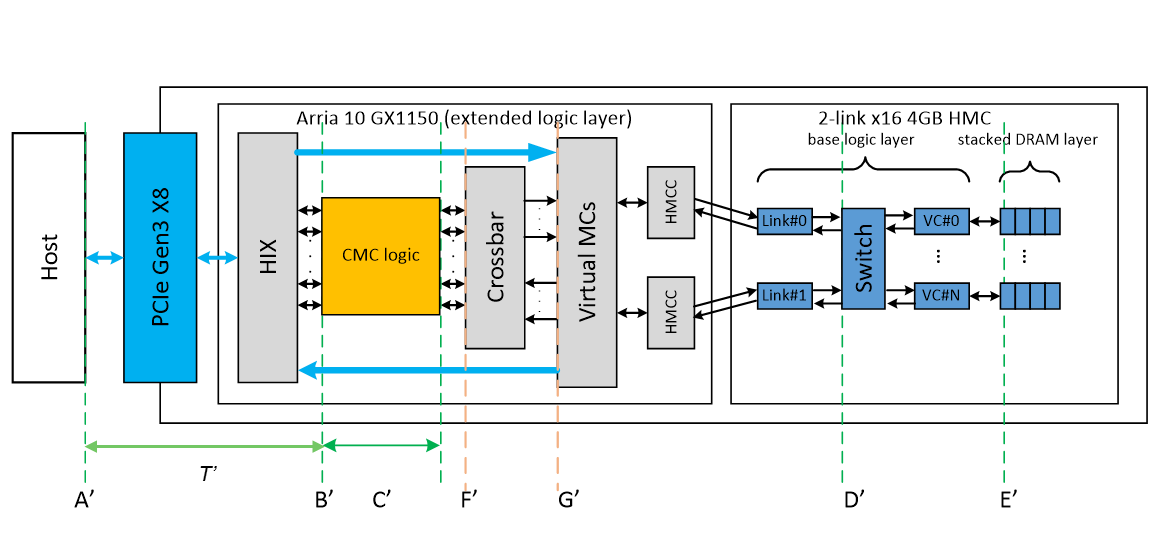 Arria 10 GX1150 (extended logic layer)
2-link x16 4GB HMC
base logic layer
stacked DRAM layer
Host
PCIe Gen3 X8
HIX
CMC logic
Crossbar
Virtual MCs
HMCC
HMCC
Link#0
Link#1
Switch
VC#0
VC#N
T’
A’
B’
C’
F’
G’
D’
E’